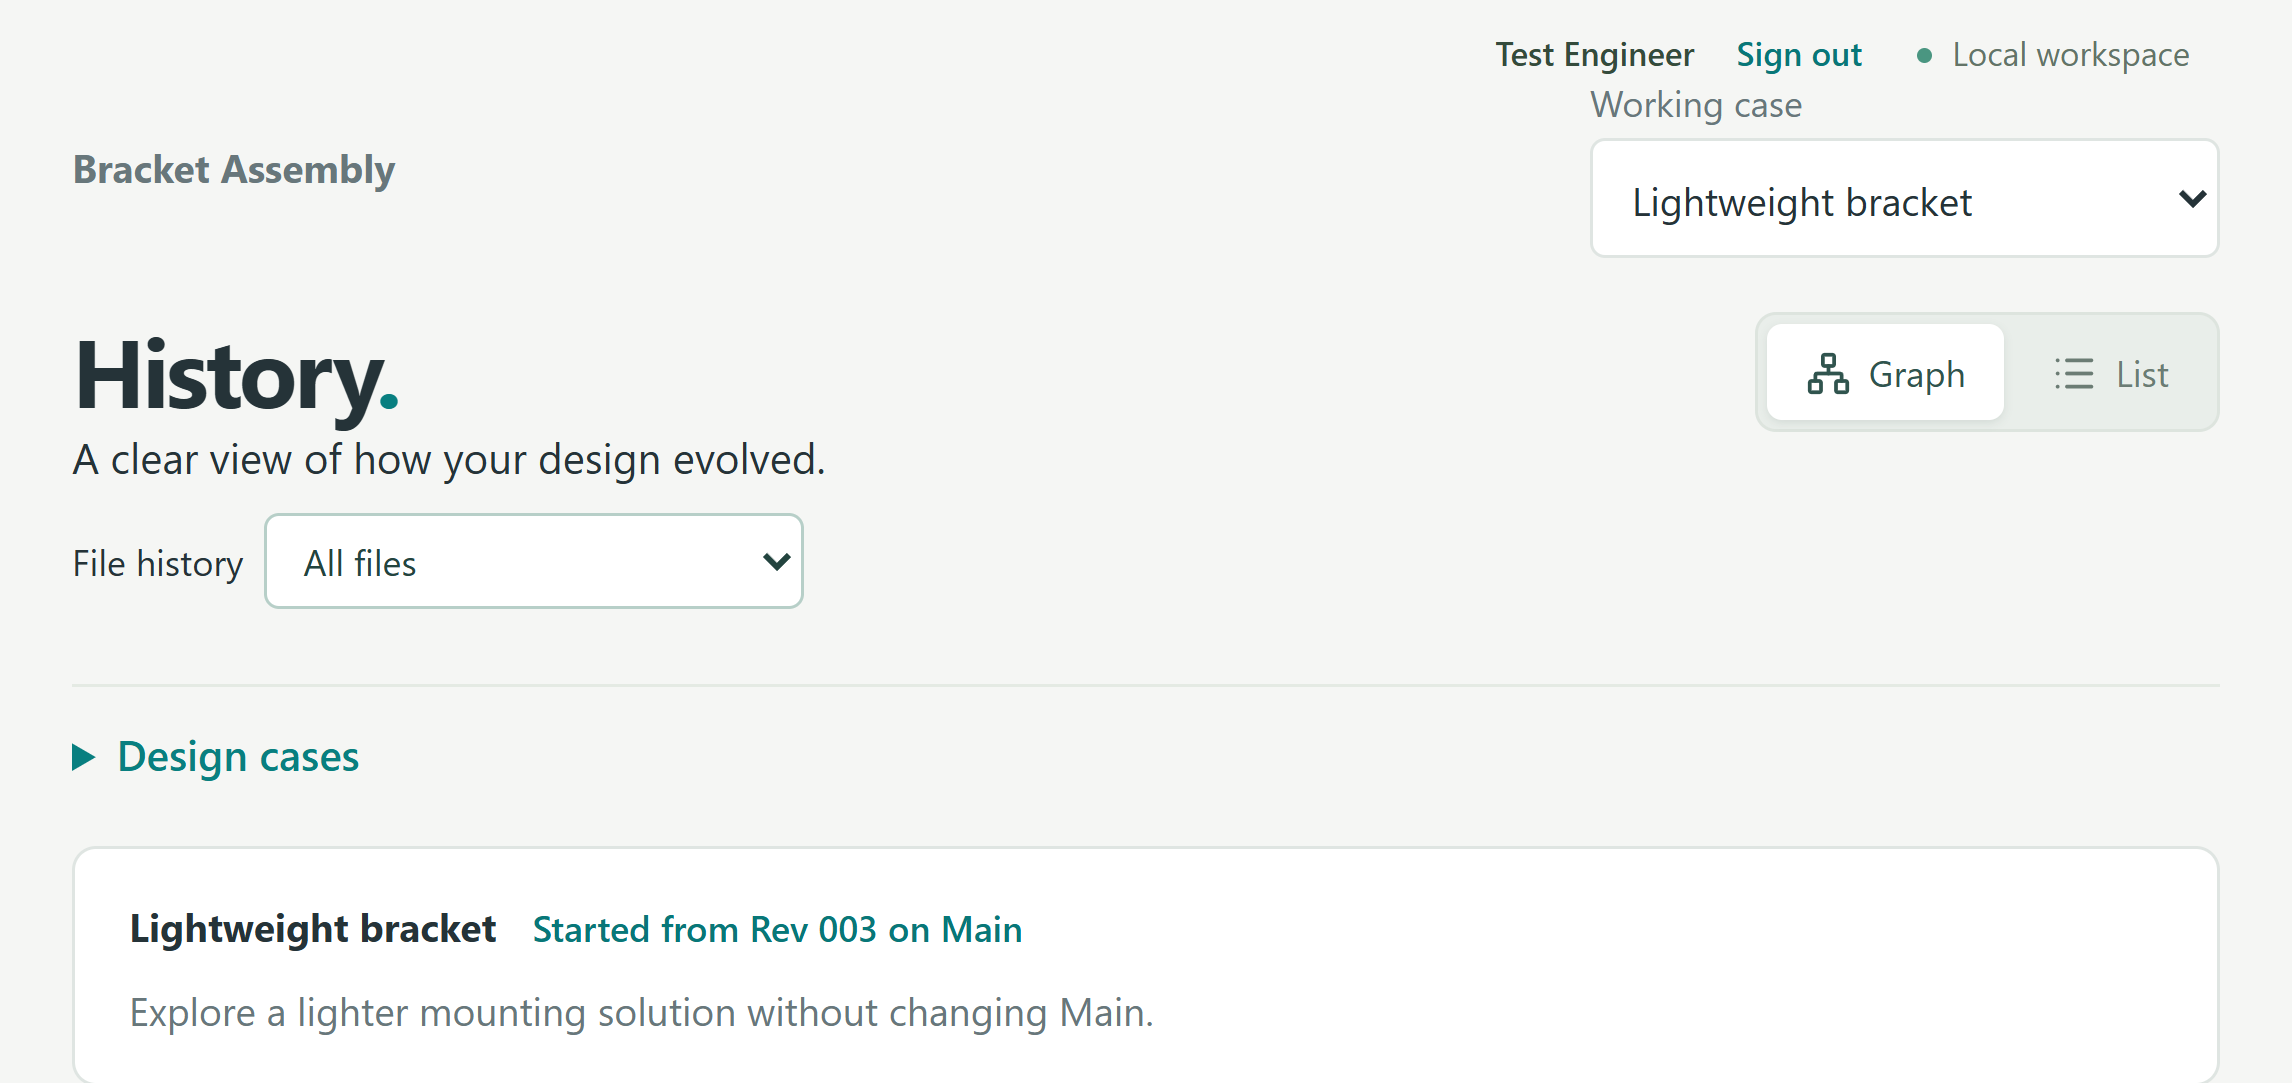 Test Engineer Sign out Local workspace
Working case
Bracket Assembly
Lightweight bracket
History.
Graph List
A clear view of how your design evolved.
File history All files
Design cases
Lightweight bracket Started from Rev 003 on Main
Explore a lighter mounting solution without changing Main.